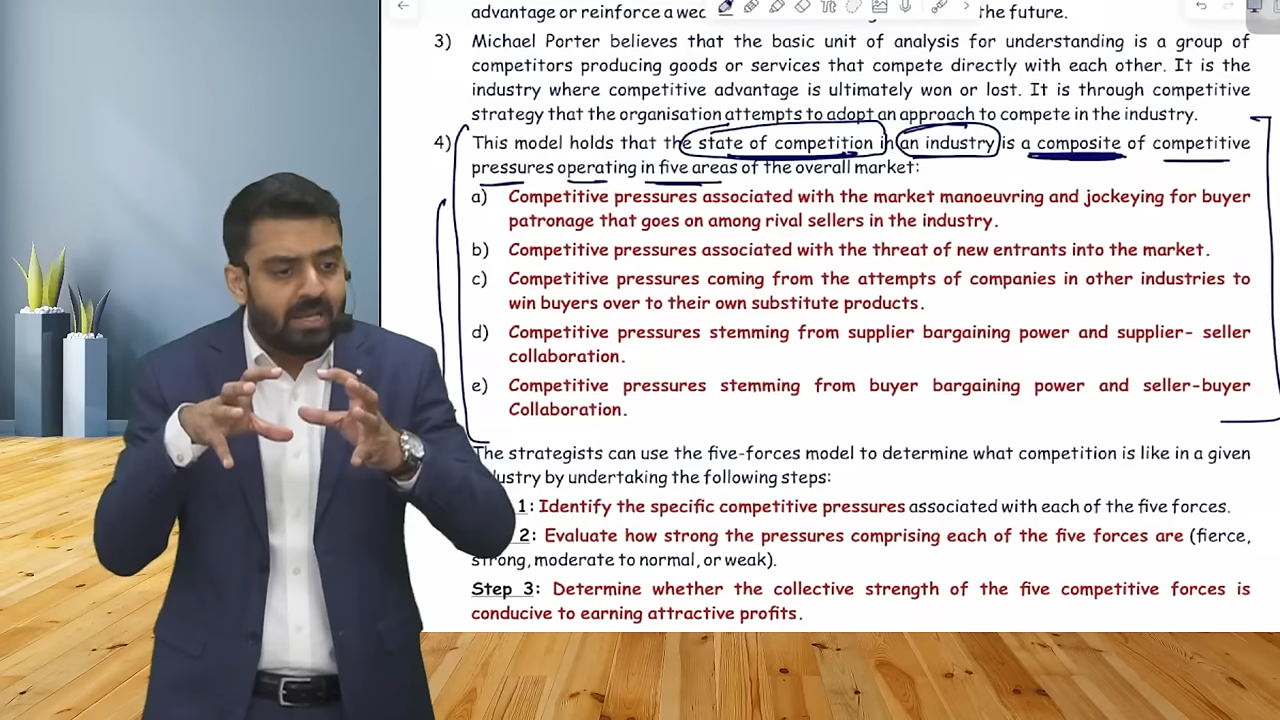 advantage or reinforce a the future.
3) Michael Porter believes that the basic unit of analysis for understanding is a group of
competitors producing goods or services that compete directly with each other. It is the
industry where competitive advantage is ultimately won or lost. It is through competitive
strategy that the organisation attempts to adopt an approach to compete in the industry.
4) This model holds that the state of competition in an industry is a composite of competitive
pressures operating in five areas of the overall market:
a) Competitive pressures associated with the market manoeuvring and jockeying for buyer
patronage that goes on among rival sellers in the industry.
b) Competitive pressures associated with the threat of new entrants into the market.
c) Competitive pressures coming from the attempts of companies in other industries to
win buyers over to their own substitute products.
d) Competitive pressures stemming from supplier bargaining power and supplier- seller
collaboration.
e) Competitive pressures stemming from buyer bargaining power and seller-buyer
Collaboration.
The strategists can use the five-forces model to determine what competition is like in a given
ustry by undertaking the following steps:
1: Identify the specific competitive pressures associated with each of the five forces.
2: Evaluate how strong the pressures comprising each of the five forces are (fierce,
strong, moderate to normal, or weak).
Step 3: Determine whether the collective strength of the five competitive forces is
conducive to earning attractive profits.